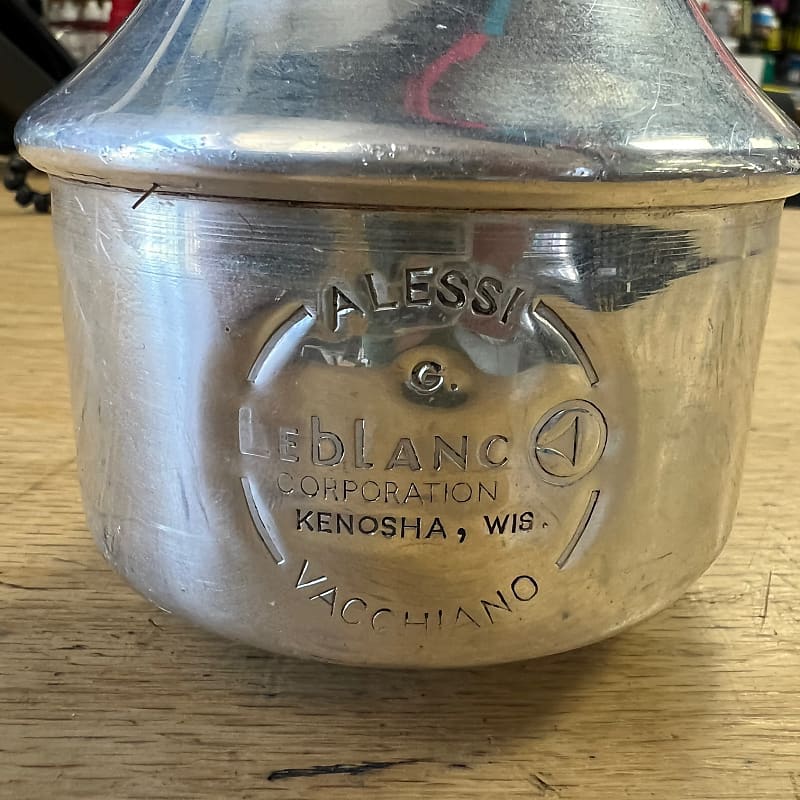 ALESSI
G.
LEblANC
CORPORATION
KENOSHA, WIS.
VACCHIANO